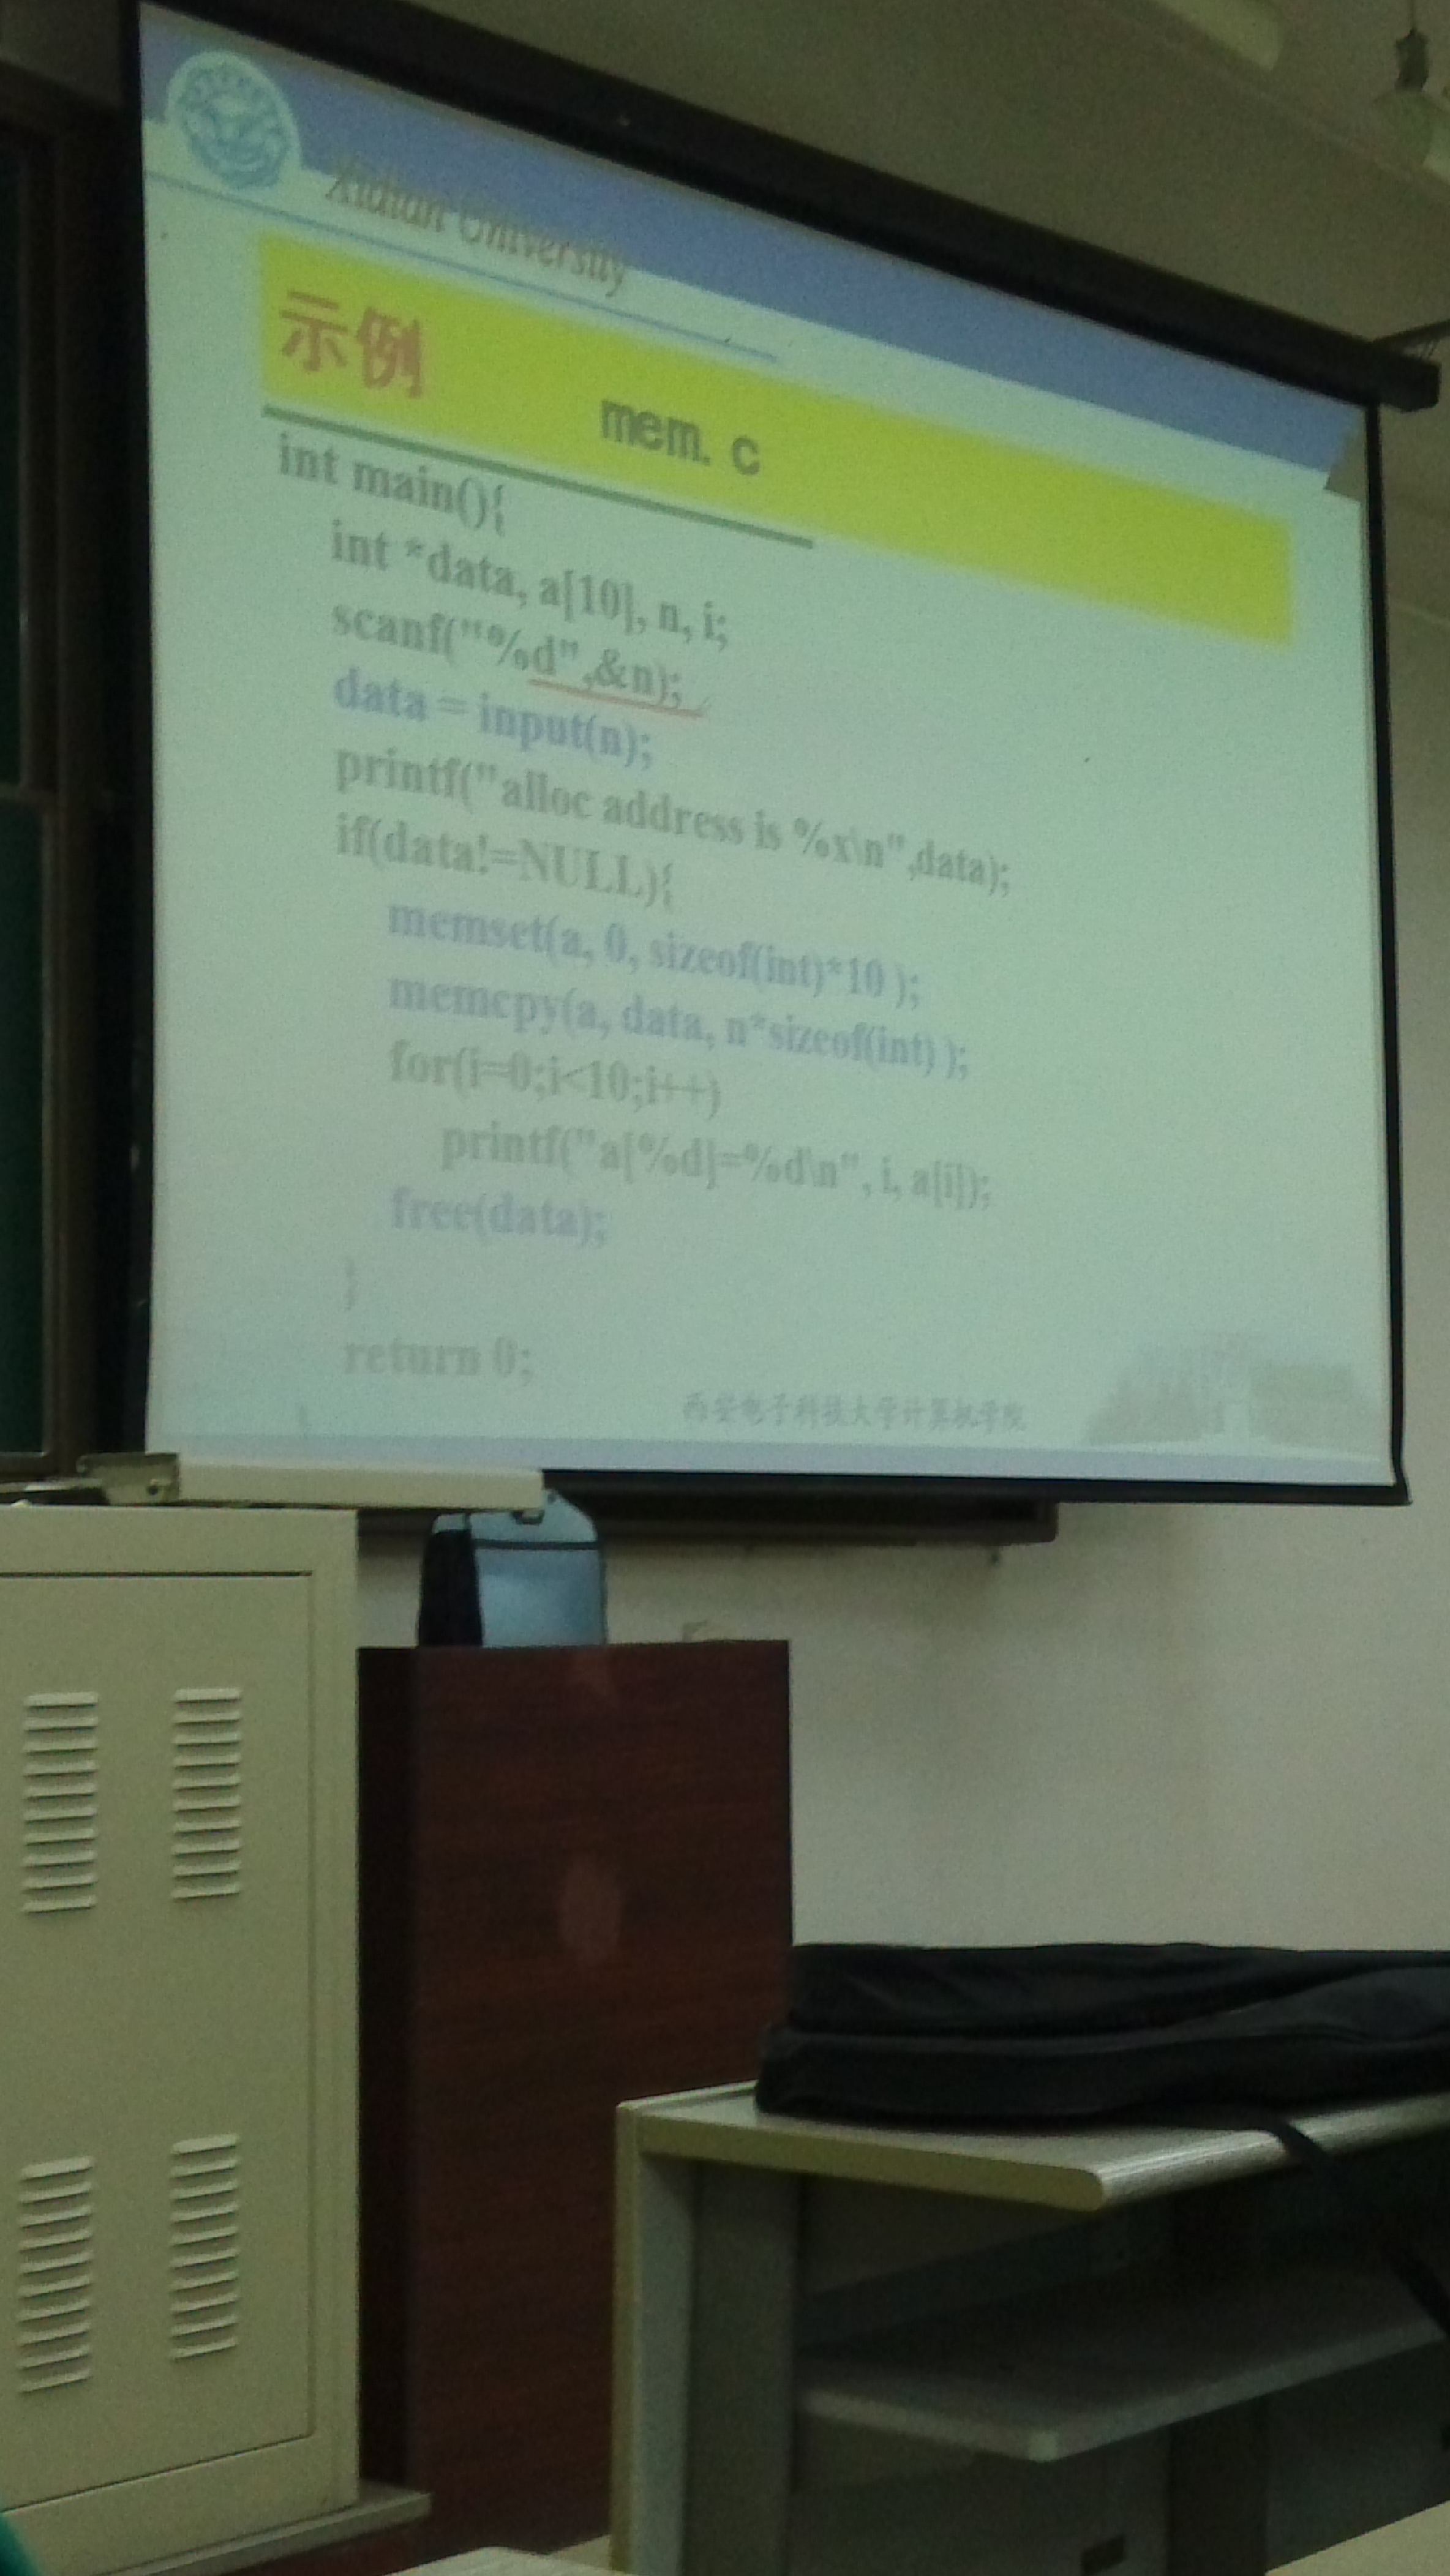 Xidian University
示例 mem. c
int main(){
int *data, a[10], n, i;
scanf("%d",&n);
data = input(n);
printf("alloc address is %x\n",data);
if(data!=NULL){
memset(a, 0, sizeof(int)*10 );
memcpy(a, data, n*sizeof(int) );
for(i=0;i<10;i++)
printf("a[%d]=%d\n", i, a[i]);
free(data);
}
return 0;
西安电子科技大学计算机学院